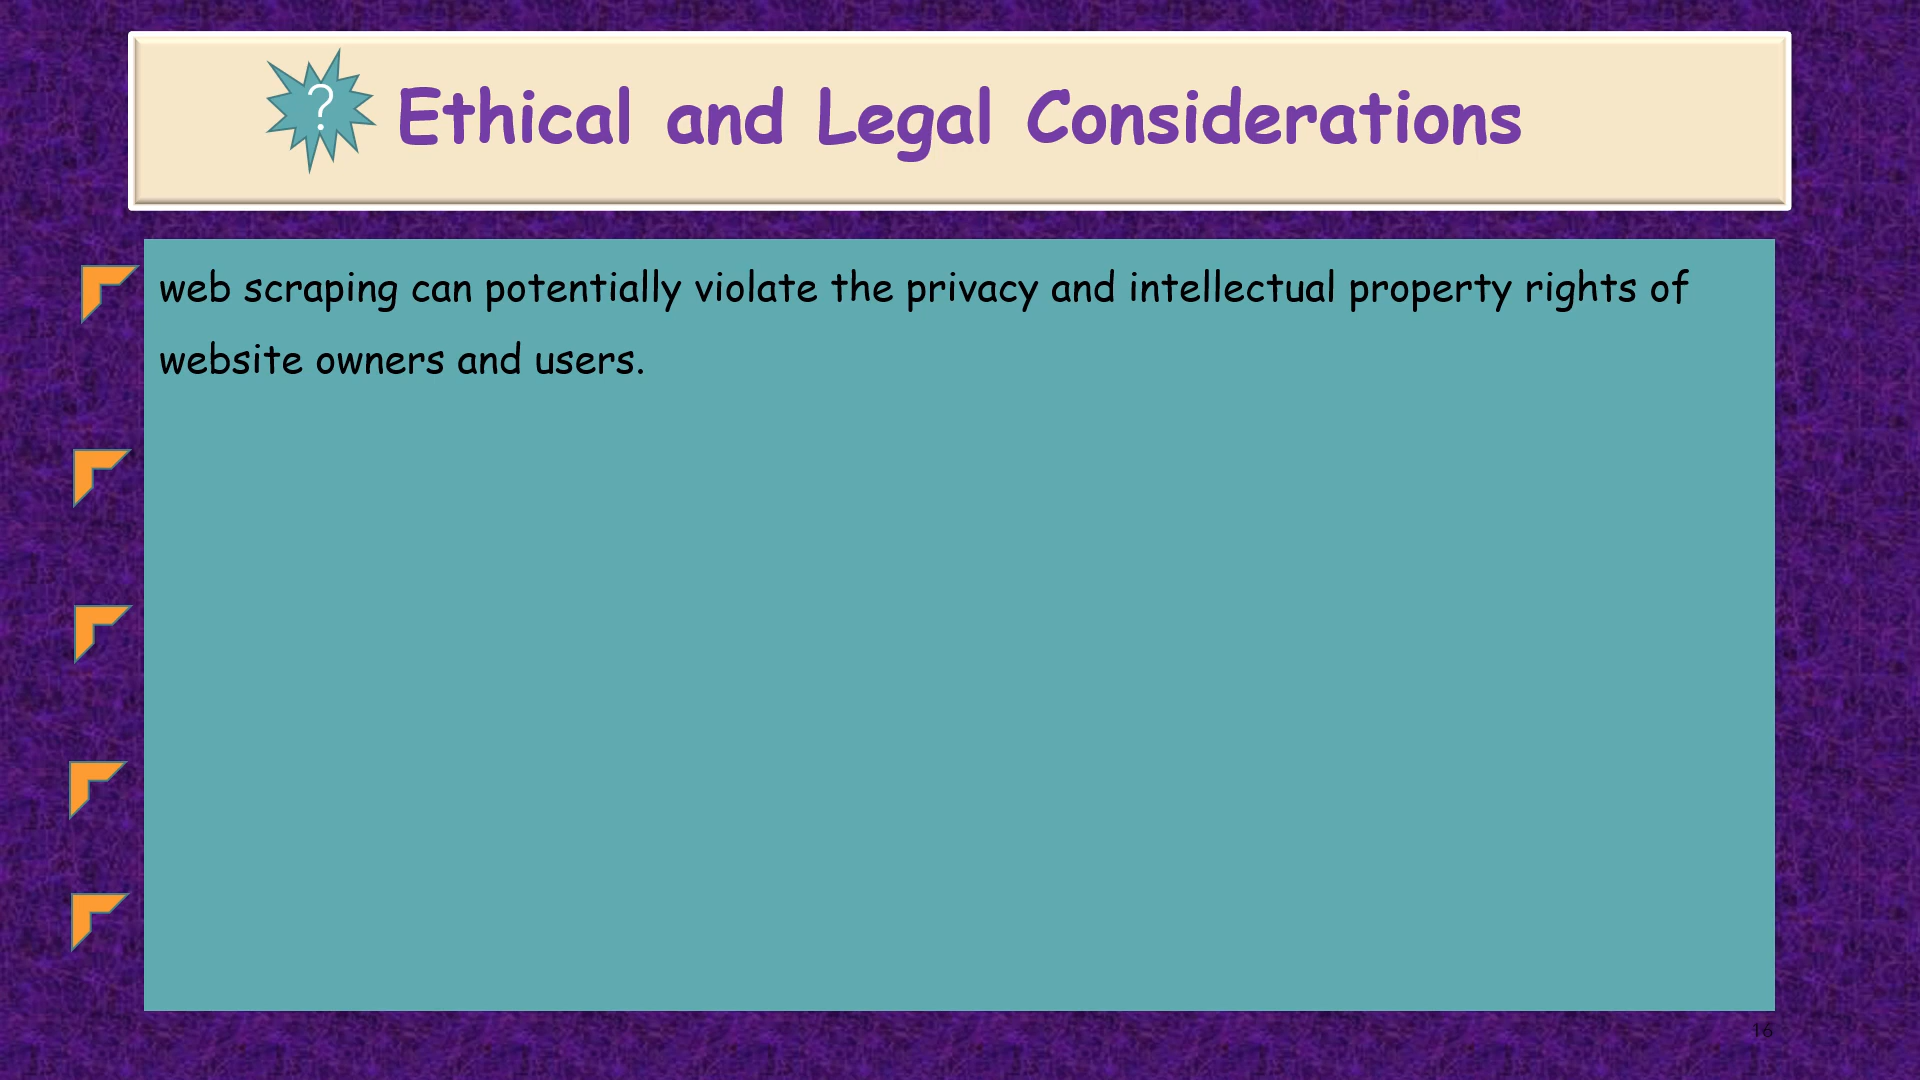 ? Ethical and Legal Considerations
web scraping can potentially violate the privacy and intellectual property rights of
website owners and users.
16